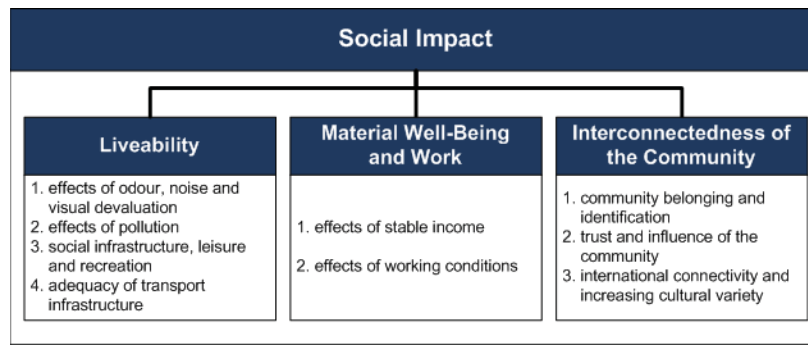 Social Impact
Liveability
1. effects of odour, noise and
visual devaluation
2. effects of pollution
3. social infrastructure, leisure
and recreation
4. adequacy of transport
infrastructure
Material Well-Being
and Work
1. effects of stable income
2. effects of working conditions
Interconnectedness of
the Community
1. community belonging and
identification
2. trust and influence of the
community
3. international connectivity and
increasing cultural variety